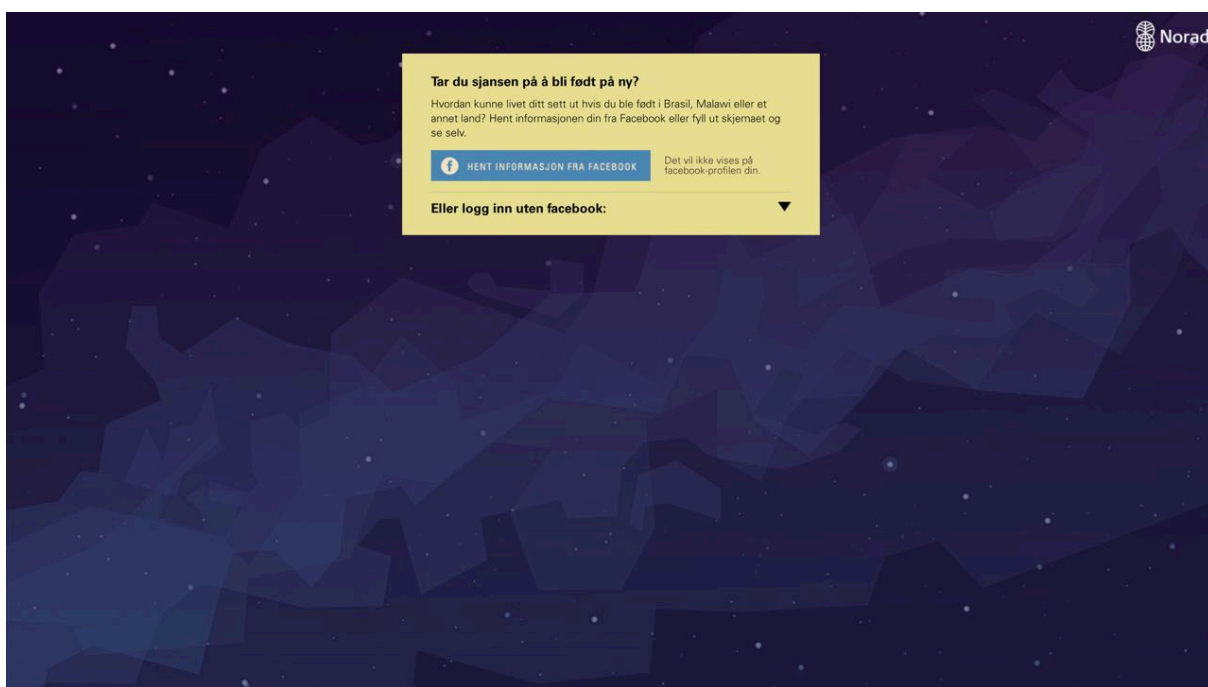 Norad
Tar du sjansen på å bli født på ny?
Hvordan kunne livet ditt sett ut hvis du ble født i Brasil, Malawi eller et
annet land? Hent informasjonen din fra Facebook eller fyll ut skjemaet og
se selv.
f HENT INFORMASJON FRA FACEBOOK
Det vil ikke vises på
facebook-profilen din.
Eller logg inn uten facebook: